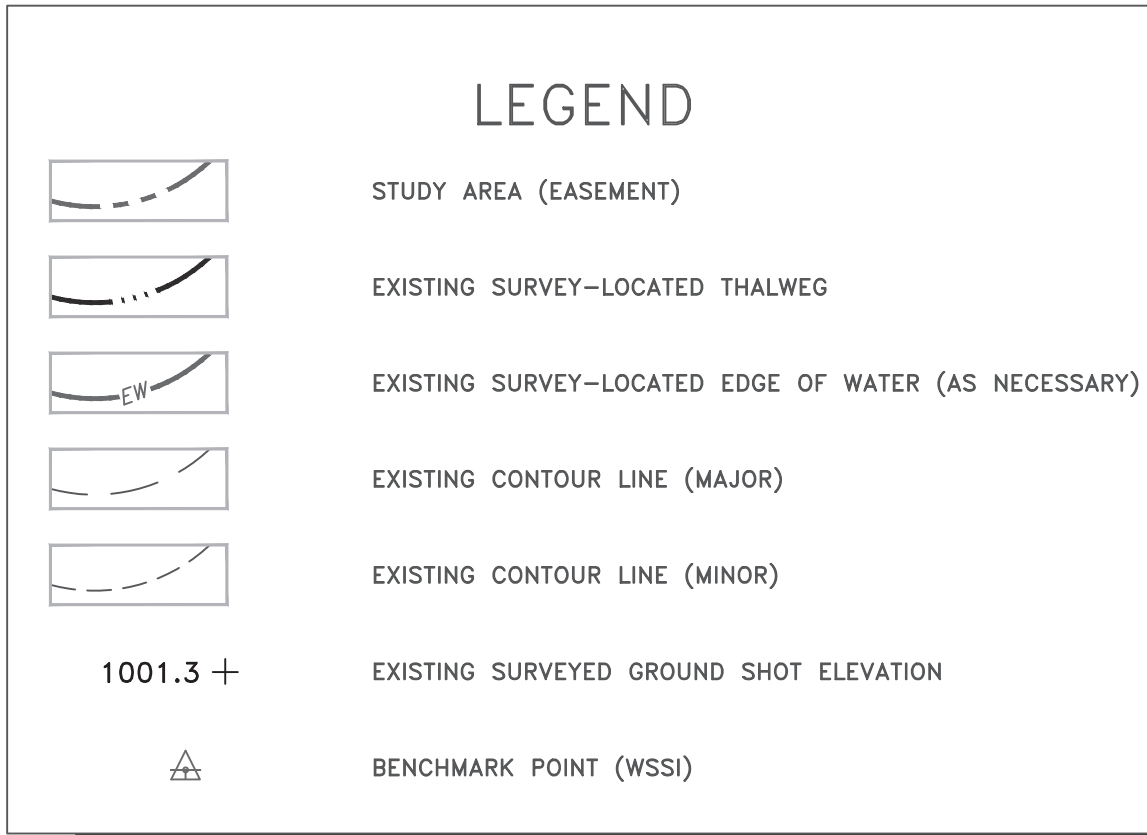 LEGEND
STUDY AREA (EASEMENT)
EXISTING SURVEY-LOCATED THALWEG
EW EXISTING SURVEY-LOCATED EDGE OF WATER (AS NECESSARY)
EXISTING CONTOUR LINE (MAJOR)
EXISTING CONTOUR LINE (MINOR)
1001.3 + EXISTING SURVEYED GROUND SHOT ELEVATION
BENCHMARK POINT (WSSI)